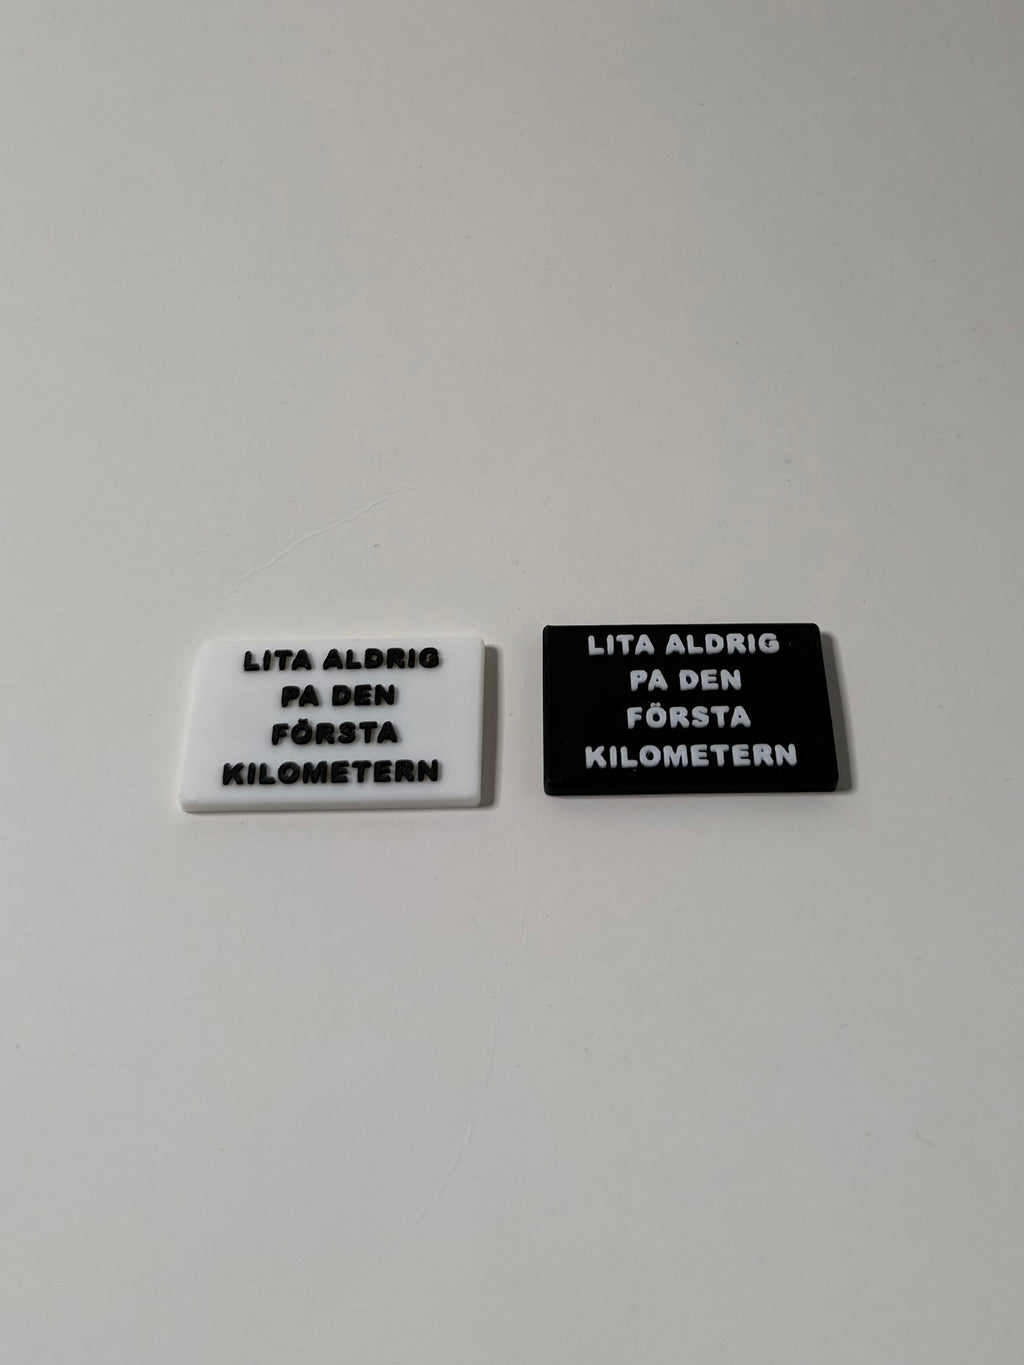 LITA ALDRIG
PA DEN
FÖRSTA
KILOMETERN
LITA ALDRIG
PA DEN
FÖRSTA
KILOMETERN